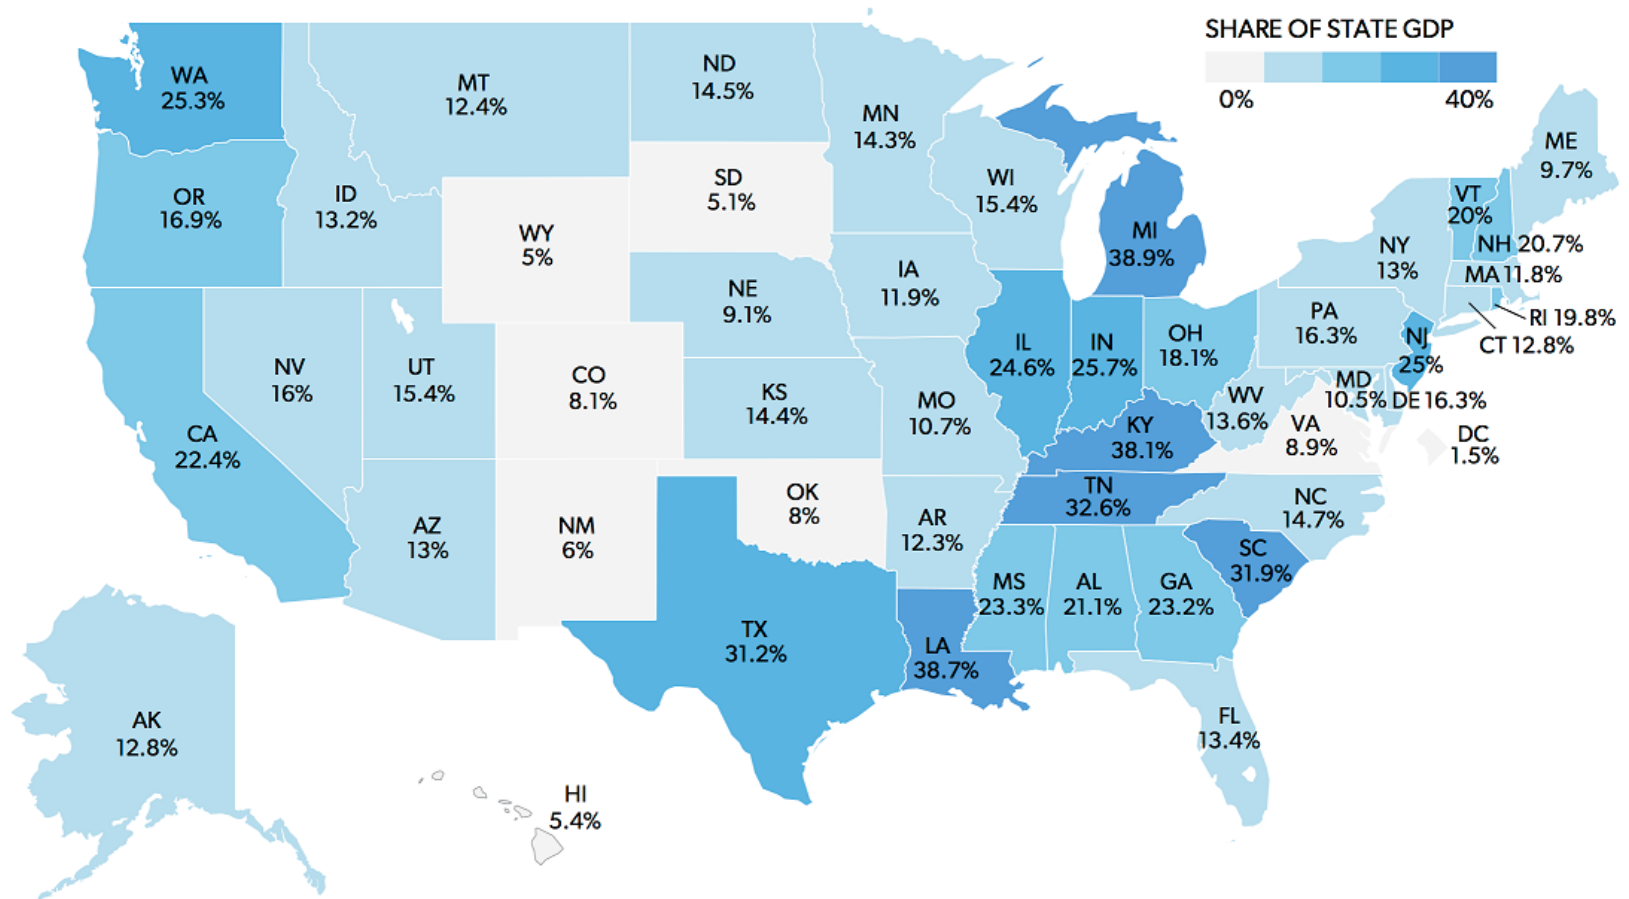 SHARE OF STATE GDP
0%
40%
WA
25.3%
MT
12.4%
ND
14.5%
MN
14.3%
ME
9.7%
OR
16.9%
ID
13.2%
SD
5.1%
WI
15.4%
VT
20%
WY
5%
MI
38.9%
NY
13%
NH 20.7%
MA 11.8%
IA
11.9%
NE
9.1%
RI 19.8%
CT 12.8%
PA
16.3%
NJ
25%
IL
24.6%
IN
25.7%
OH
18.1%
NV
16%
UT
15.4%
CO
8.1%
KS
14.4%
MO
10.7%
WV
13.6%
MD
10.5%
DE 16.3%
CA
22.4%
KY
38.1%
VA
8.9%
DC
1.5%
TN
32.6%
NC
14.7%
AZ
13%
NM
6%
OK
8%
AR
12.3%
SC
31.9%
MS
23.3%
AL
21.1%
GA
23.2%
TX
31.2%
LA
38.7%
AK
12.8%
FL
13.4%
HI
5.4%